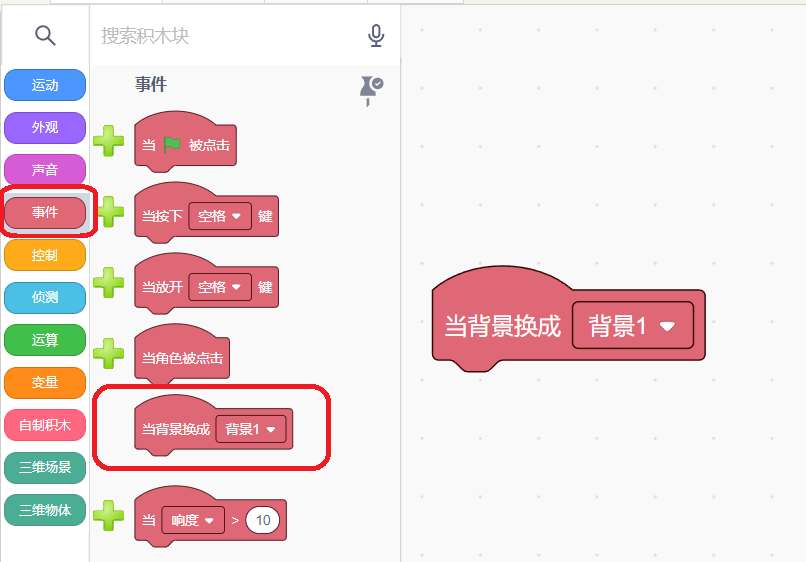 搜索积木块
运动
外观
声音
事件
控制
侦测
运算
变量
自制积木
三维场景
三维物体
事件
当 被点击
当按下 空格 键
当放开 空格 键
当角色被点击
当背景换成 背景1
当 响度 > 10
当背景换成 背景1